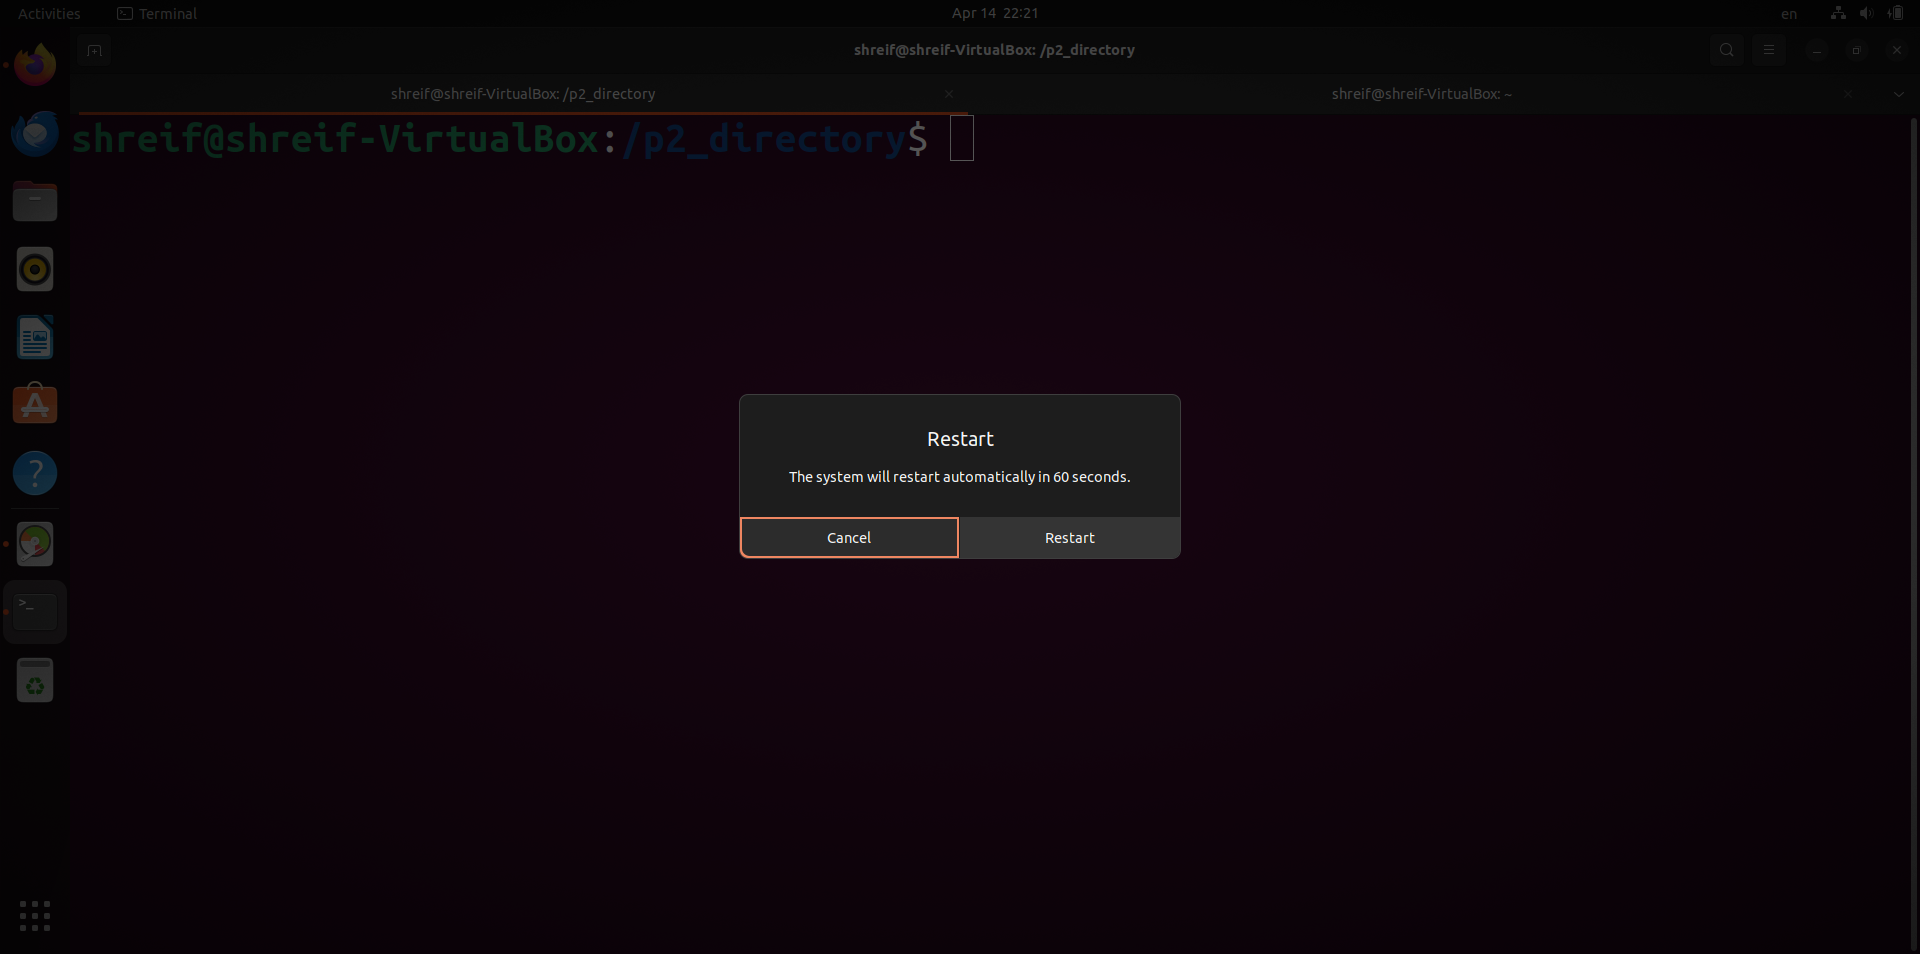 Activities Terminal Apr 14 22:21 en
shreif@shreif-VirtualBox: /p2_directory
shreif@shreif-VirtualBox: /p2_directory shreif@shreif-VirtualBox: ~
shreif@shreif-VirtualBox:/p2_directory$
Restart
The system will restart automatically in 60 seconds.
Cancel Restart